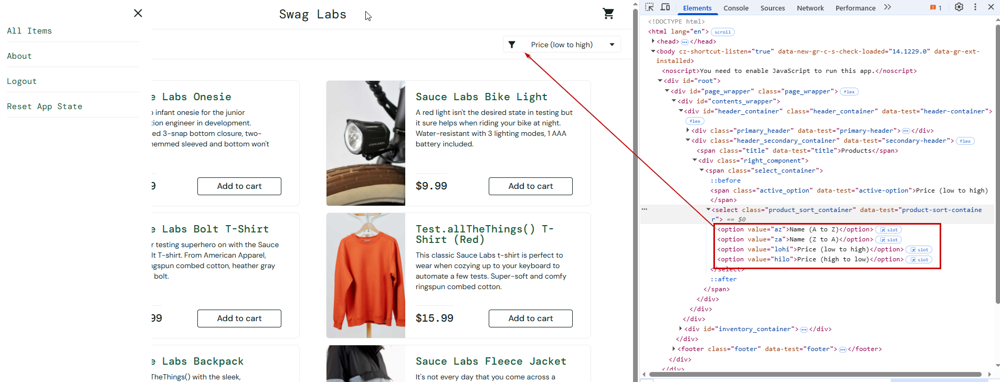 All Items
About
Logout
Reset App State
Swag Labs
Price (low to high)
e Labs Onesie
o infant onesie for the junior
tion engineer in development.
ed 3-snap bottom closure, two-
hemmed sleeved and bottom won't
9
Add to cart
Sauce Labs Bike Light
A red light isn't the desired state in testing but
it sure helps when riding your bike at night.
Water-resistant with 3 lighting modes, 1 AAA
battery included.
$9.99
Add to cart
e Labs Bolt T-Shirt
r testing superhero on with the Sauce
lt T-shirt. From American Apparel,
ngspun combed cotton, heather gray
bolt.
99
Add to cart
Test.allTheThings() T-
Shirt (Red)
This classic Sauce Labs t-shirt is perfect to
wear when cozying up to your keyboard to
automate a few tests. Super-soft and comfy
ringspun combed cotton.
$15.99
Add to cart
e Labs Backpack
TheThings() with the sleek,
Sauce Labs Fleece Jacket
It's not every day that you come across a
Elements Console Sources Network Performance 1
<!DOCTYPE html>
<html lang="en"> scroll
<head> ... </head>
<body cz-shortcut-listen="true" data-new-gr-c-s-check-loaded="14.1229.0" data-gr-ext-
installed>
<noscript>You need to enable JavaScript to run this app.</noscript>
<div id="root">
<div id="page_wrapper" class="page_wrapper"> flex
<div id="contents_wrapper">
<div id="header_container" class="header_container" data-test="header-container">
flex
<div class="primary_header" data-test="primary-header"> ... </div>
<div class="header_secondary_container" data-test="secondary-header"> flex
<span class="title" data-test="title">Products</span>
<div class="right_component">
<span class="select_container">
::before
<span class="active_option" data-test="active-option">Price (low to high)
</span>
... <select class="product_sort_container" data-test="product-sort-containe
r"> == $0
<option value="az">Name (A to Z)</option> slot
<option value="za">Name (Z to A)</option> slot
<option value="lohi">Price (low to high)</option> slot
<option value="hilo">Price (high to low)</option> slot
</select>
::after
</span>
</div>
</div>
</div>
<div id="inventory_container"> ... </div>
</div>
<footer class="footer" data-test="footer"> ... </footer>
</div>
</div>